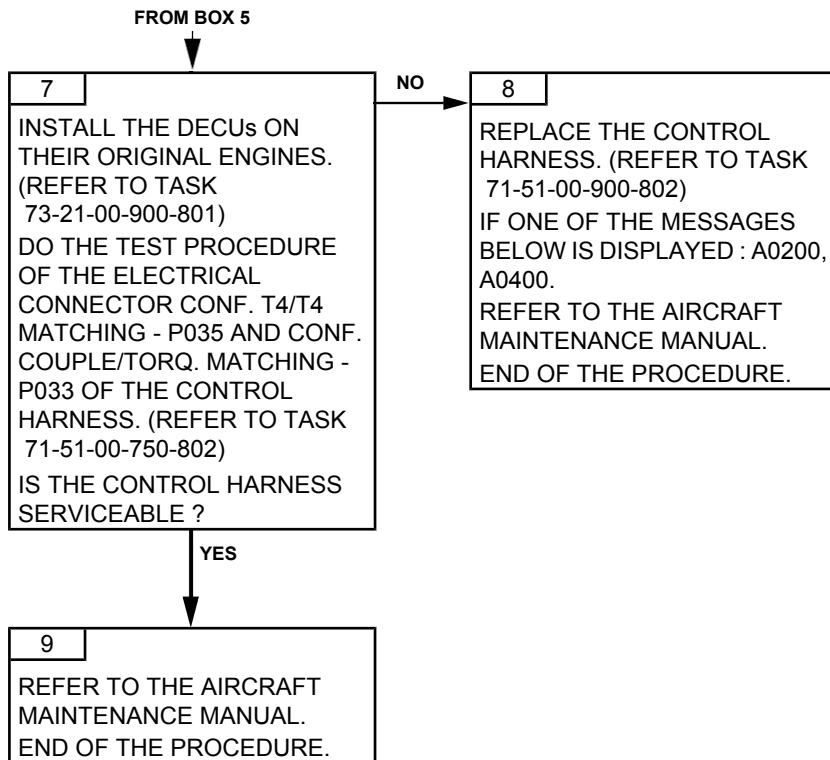 FROM BOX 5
7
INSTALL THE DECUs ON
THEIR ORIGINAL ENGINES.
(REFER TO TASK
73-21-00-900-801)
DO THE TEST PROCEDURE
OF THE ELECTRICAL
CONNECTOR CONF. T4/T4
MATCHING - P035 AND CONF.
COUPLE/TORQ. MATCHING -
P033 OF THE CONTROL
HARNESS. (REFER TO TASK
71-51-00-750-802)
IS THE CONTROL HARNESS
SERVICEABLE ?
NO
8
REPLACE THE CONTROL
HARNESS. (REFER TO TASK
71-51-00-900-802)
IF ONE OF THE MESSAGES
BELOW IS DISPLAYED : A0200,
A0400.
REFER TO THE AIRCRAFT
MAINTENANCE MANUAL.
END OF THE PROCEDURE.
YES
9
REFER TO THE AIRCRAFT
MAINTENANCE MANUAL.
END OF THE PROCEDURE.